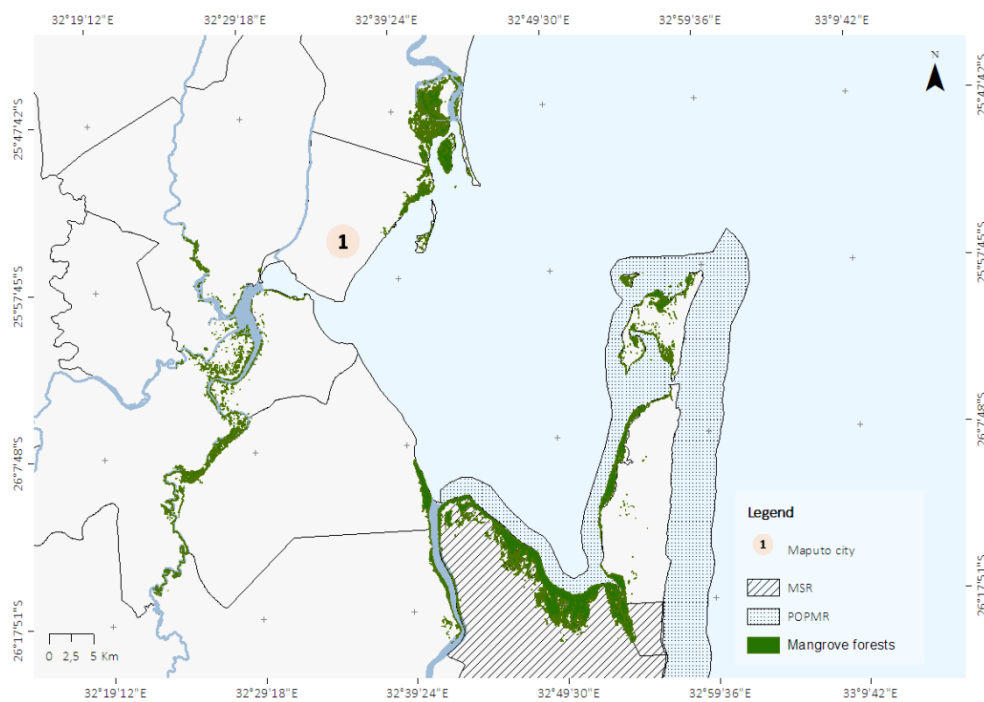 32°19'12"E 32°29'18"E 32°39'24"E 32°49'30"E 32°59'36"E 33°9'42"E
N
25°47'42"S
25°47'42"S
1
25°57'45"S
25°57'45"S
26°7'48"S
26°7'48"S
Legend
1 Maputo city
MSR
POPMR
Mangrove forests
26°17'51"S
26°17'51"S
0 2,5 5 Km
32°19'12"E 32°29'18"E 32°39'24"E 32°49'30"E 32°59'36"E 33°9'42"E